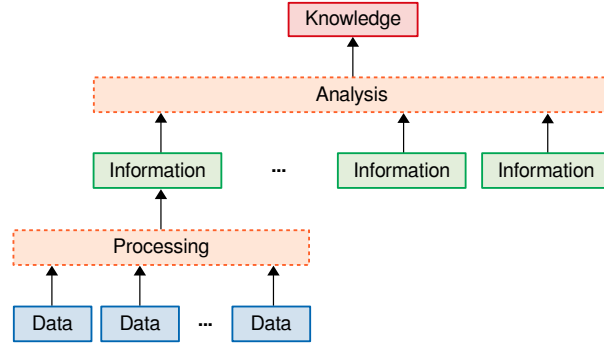 Knowledge
Analysis
Information ... Information Information
Processing
Data Data ... Data